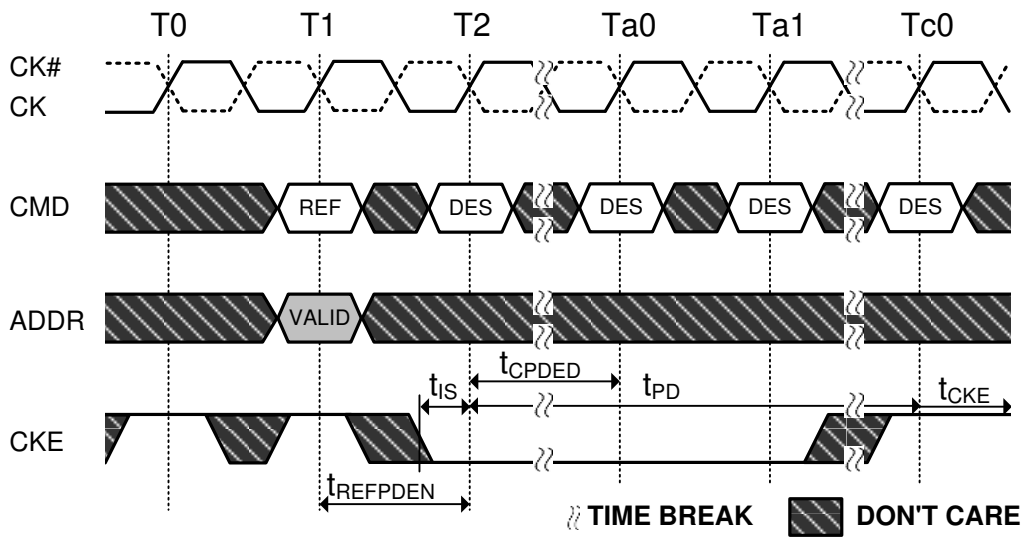 T0 T1 T2 Ta0 Ta1 Tc0
CK#
CK
CMD REF DES DES DES DES
ADDR VALID
tIS tCPDED tPD tCKE
CKE
tREFPDEN
TIME BREAK DON'T CARE